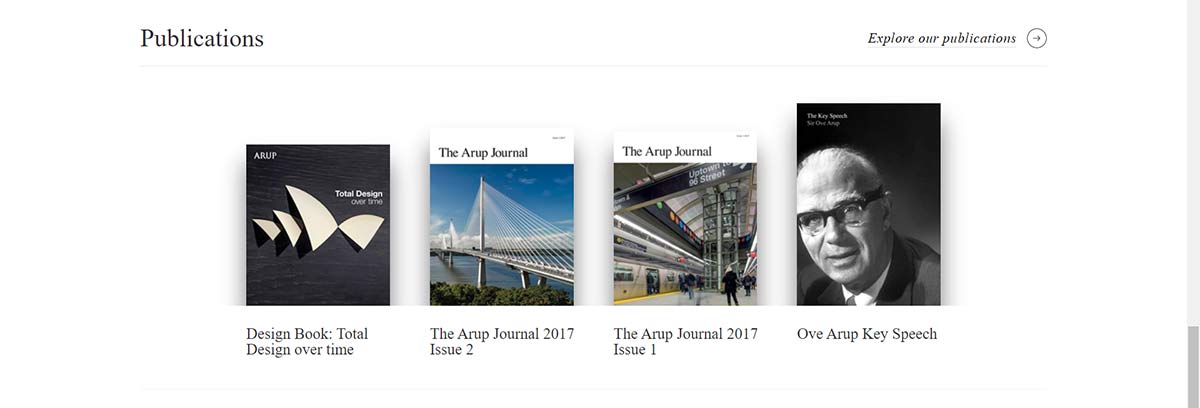 Publications
Explore our publications
ARUP
Total Design
over time
The Arup Journal
The Arup Journal
Uptown
96 Street
The Key Speech
Sir Ove Arup
Design Book: Total
Design over time
The Arup Journal 2017
Issue 2
The Arup Journal 2017
Issue 1
Ove Arup Key Speech